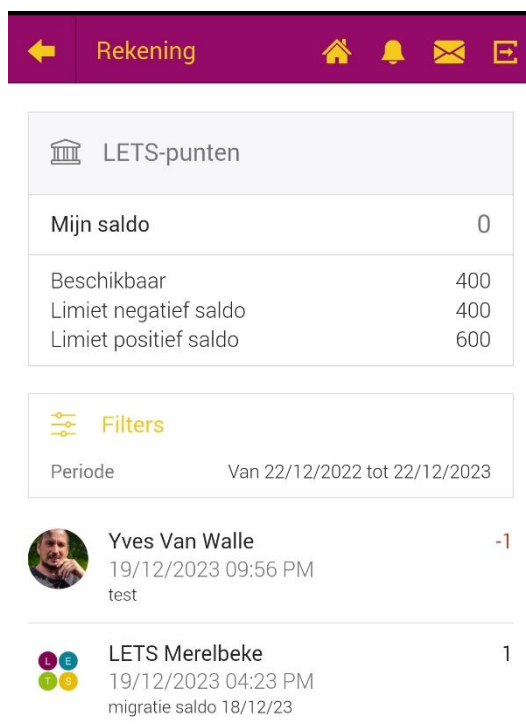 Rekening
LETS-punten
Mijn saldo 0
Beschikbaar 400
Limiet negatief saldo 400
Limiet positief saldo 600
Filters
Periode Van 22/12/2022 tot 22/12/2023
Yves Van Walle -1
19/12/2023 09:56 PM
test
L E
T S
LETS Merelbeke 1
19/12/2023 04:23 PM
migratie saldo 18/12/23